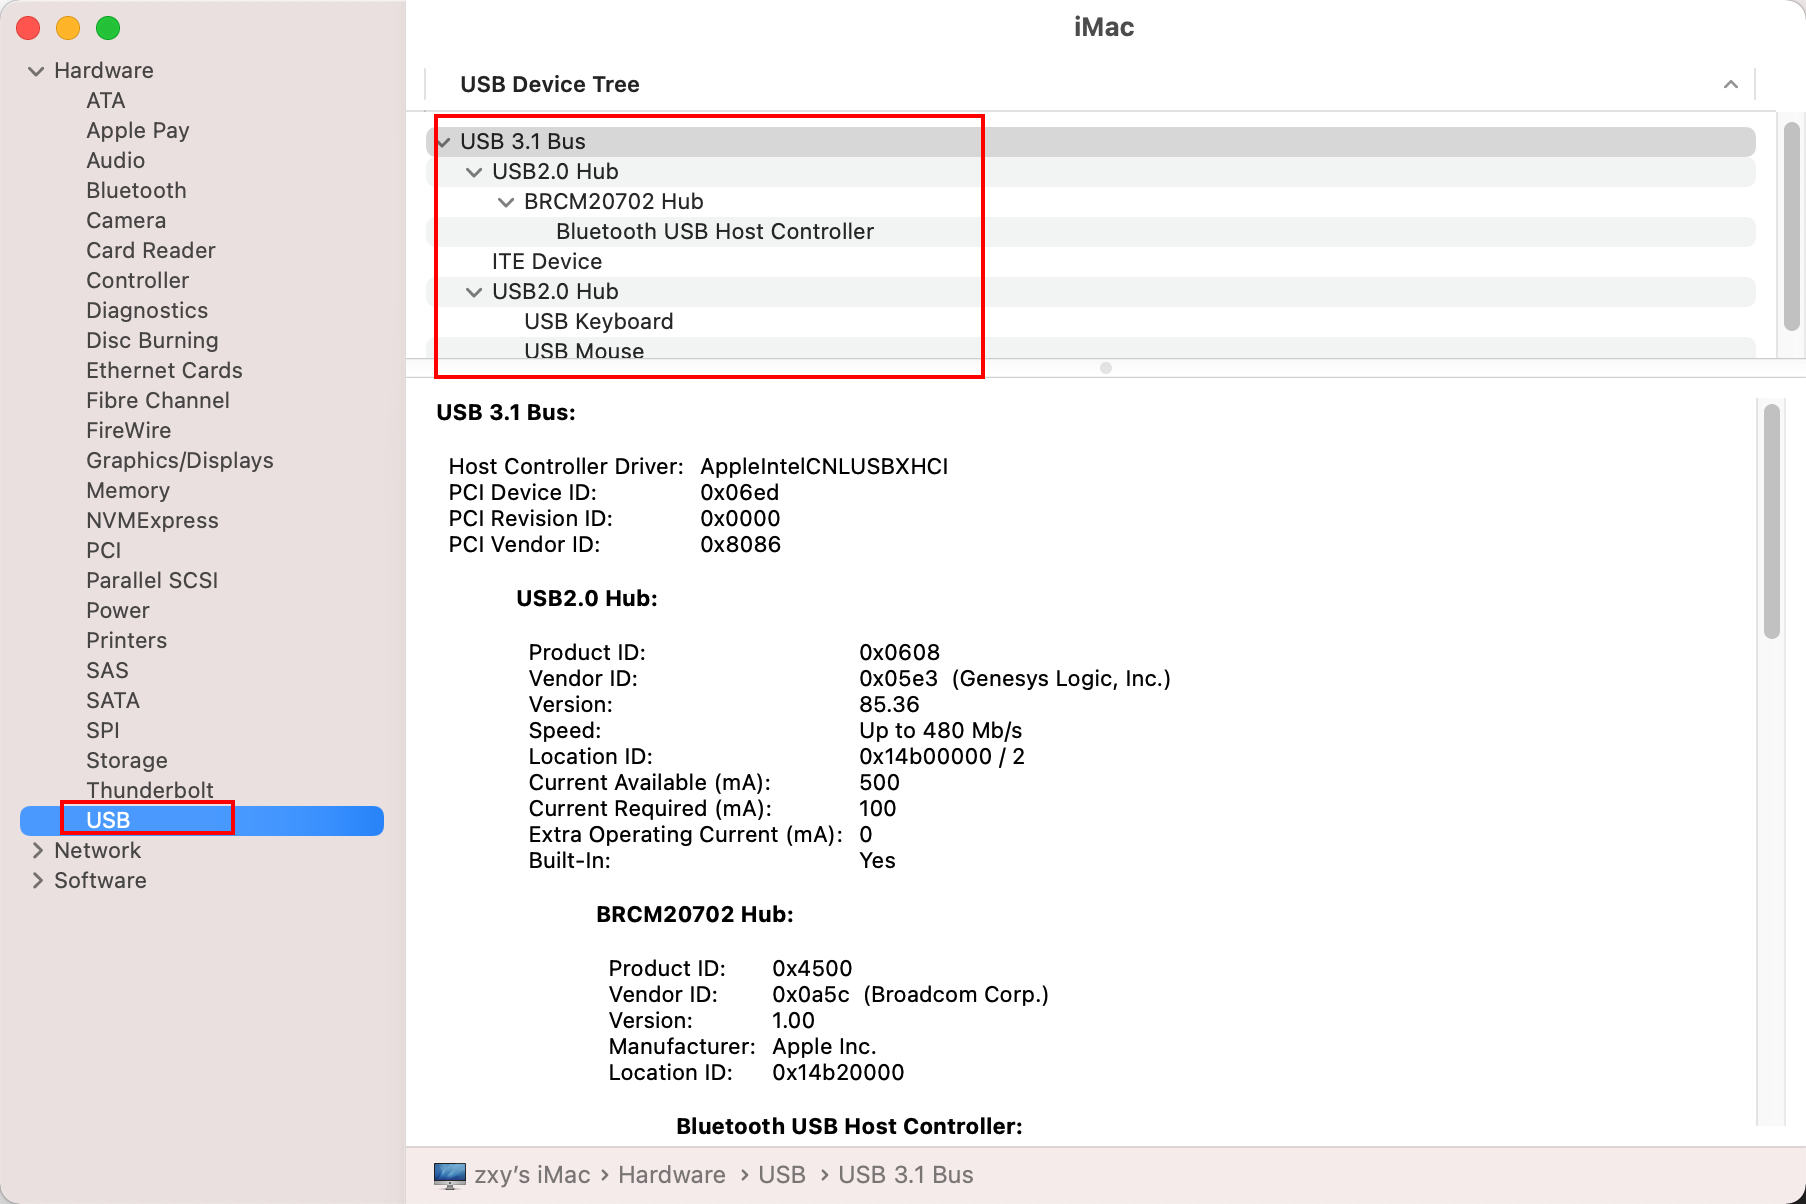 iMac
Hardware
ATA
Apple Pay
Audio
Bluetooth
Camera
Card Reader
Controller
Diagnostics
Disc Burning
Ethernet Cards
Fibre Channel
FireWire
Graphics/Displays
Memory
NVMExpress
PCI
Parallel SCSI
Power
Printers
SAS
SATA
SPI
Storage
Thunderbolt
USB
Network
Software
USB Device Tree
USB 3.1 Bus
USB2.0 Hub
BRCM20702 Hub
Bluetooth USB Host Controller
ITE Device
USB2.0 Hub
USB Keyboard
USB Mouse
USB 3.1 Bus:
Host Controller Driver: AppleIntelCNLUSBXHCI
PCI Device ID: 0x06ed
PCI Revision ID: 0x0000
PCI Vendor ID: 0x8086
USB2.0 Hub:
Product ID: 0x0608
Vendor ID: 0x05e3 (Genesys Logic, Inc.)
Version: 85.36
Speed: Up to 480 Mb/s
Location ID: 0x14b00000 / 2
Current Available (mA): 500
Current Required (mA): 100
Extra Operating Current (mA): 0
Built-In: Yes
BRCM20702 Hub:
Product ID: 0x4500
Vendor ID: 0x0a5c (Broadcom Corp.)
Version: 1.00
Manufacturer: Apple Inc.
Location ID: 0x14b20000
Bluetooth USB Host Controller:
zxy’s iMac › Hardware › USB › USB 3.1 Bus